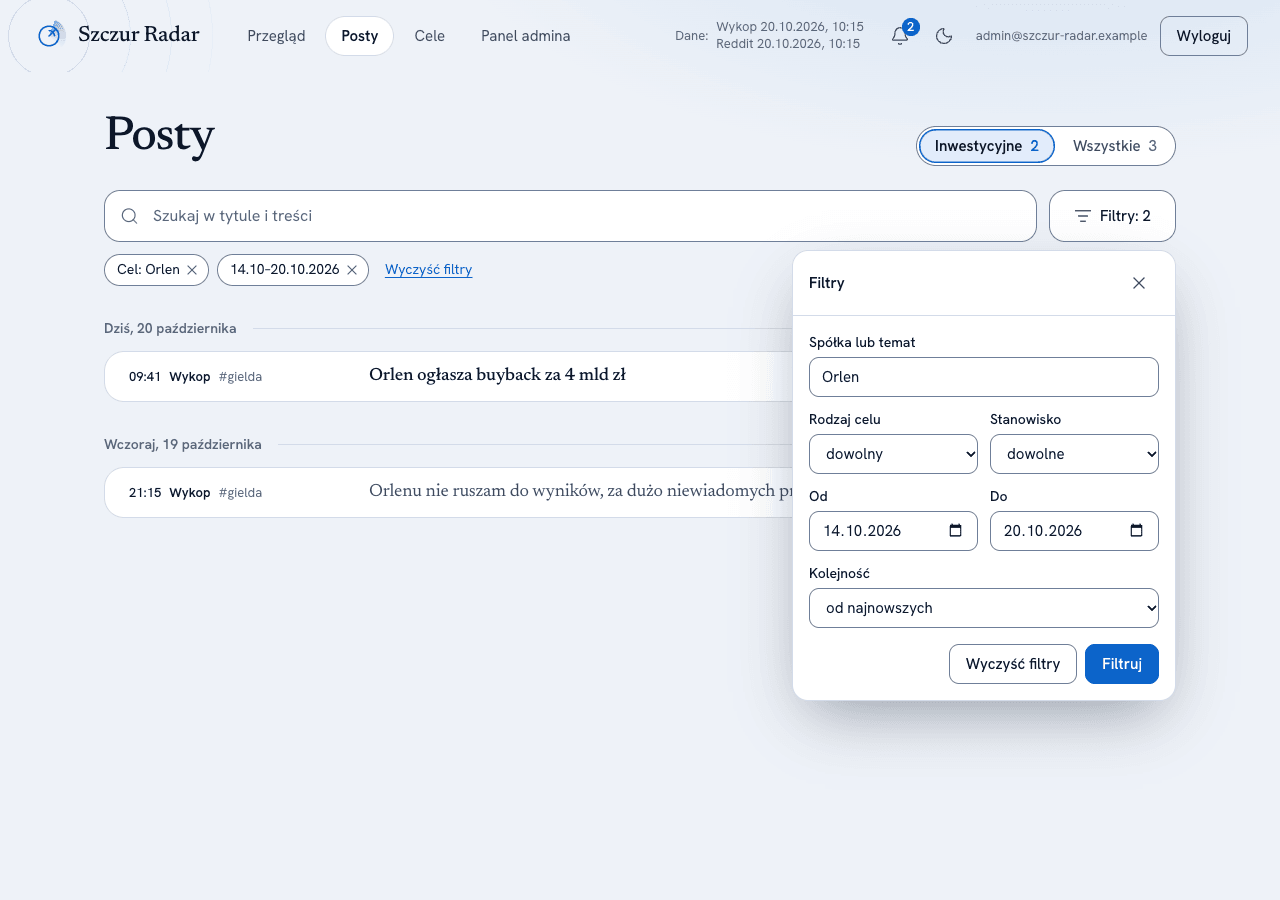 Szczur Radar
Przegląd
Posty
Cele
Panel admina
Dane:
Wykop 20.10.2026, 10:15
Reddit 20.10.2026, 10:15
2
admin@szczur-radar.example
Wyloguj
Posty
Inwestycyjne 2
Wszystkie 3
Szukaj w tytule i treści
Filtry: 2
Cel: Orlen
14.10–20.10.2026
Wyczyść filtry
Dziś, 20 października
09:41 Wykop #gielda
Orlen ogłasza buyback za 4 mld zł
Wczoraj, 19 października
21:15 Wykop #gielda
Orlenu nie ruszam do wyników, za dużo niewiadomych
Filtry
Spółka lub temat
Orlen
Rodzaj celu
Stanowisko
dowolny
dowolne
Od
Do
14.10.2026
20.10.2026
Kolejność
od najnowszych
Wyczyść filtry
Filtruj